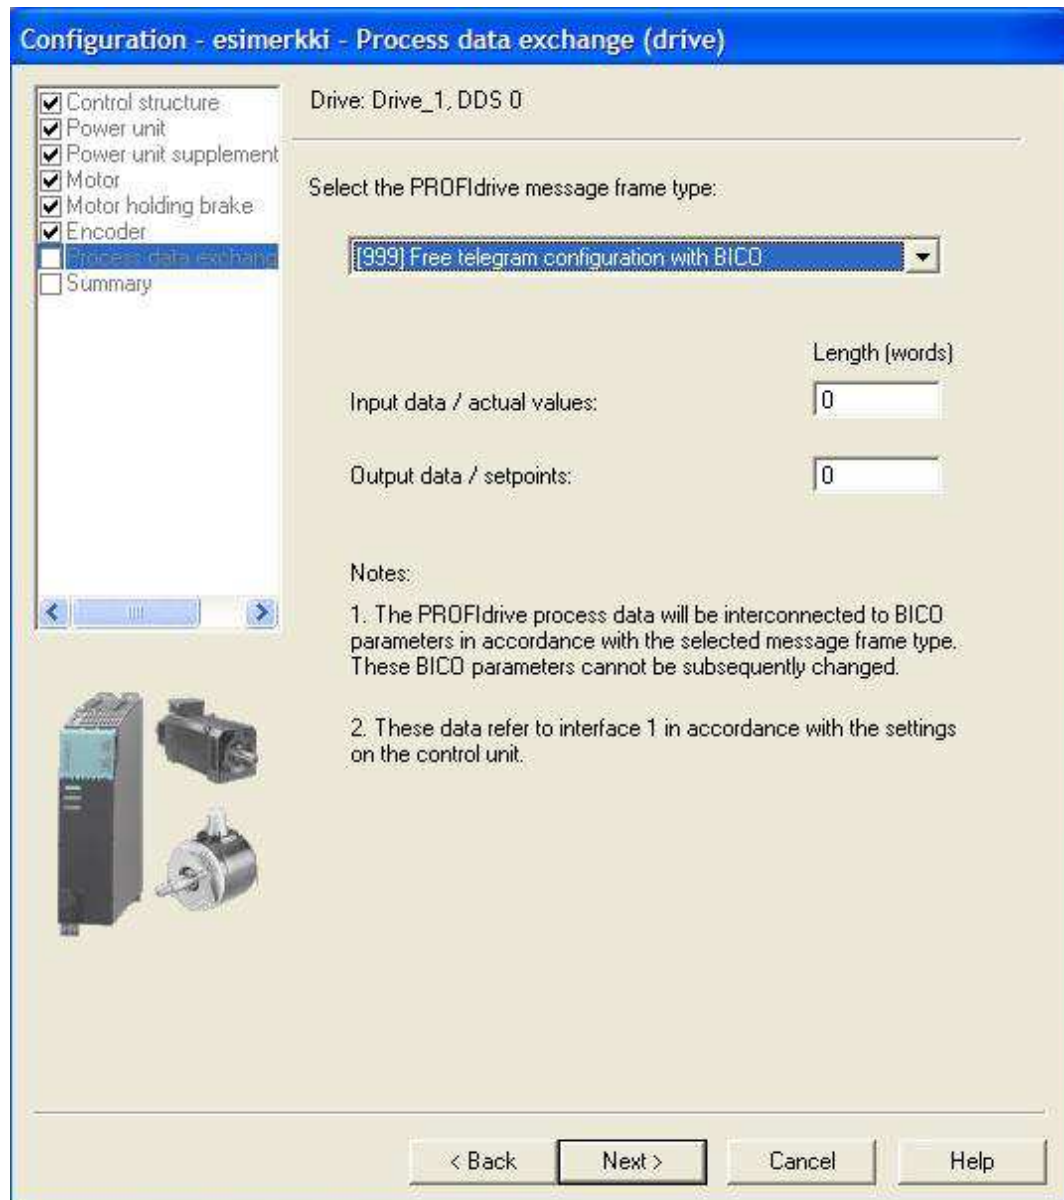 Configuration - esimerkki - Process data exchange (drive)
Control structure
Power unit
Power unit supplement
Motor
Motor holding brake
Encoder
Process data exchang
Summary
Drive: Drive_1, DDS 0
Select the PROFIdrive message frame type:
[999] Free telegram configuration with BICO
Length (words)
Input data / actual values:
0
Output data / setpoints:
0
Notes:
1. The PROFIdrive process data will be interconnected to BICO
parameters in accordance with the selected message frame type.
These BICO parameters cannot be subsequently changed.
2. These data refer to interface 1 in accordance with the settings
on the control unit.
< Back
Next >
Cancel
Help